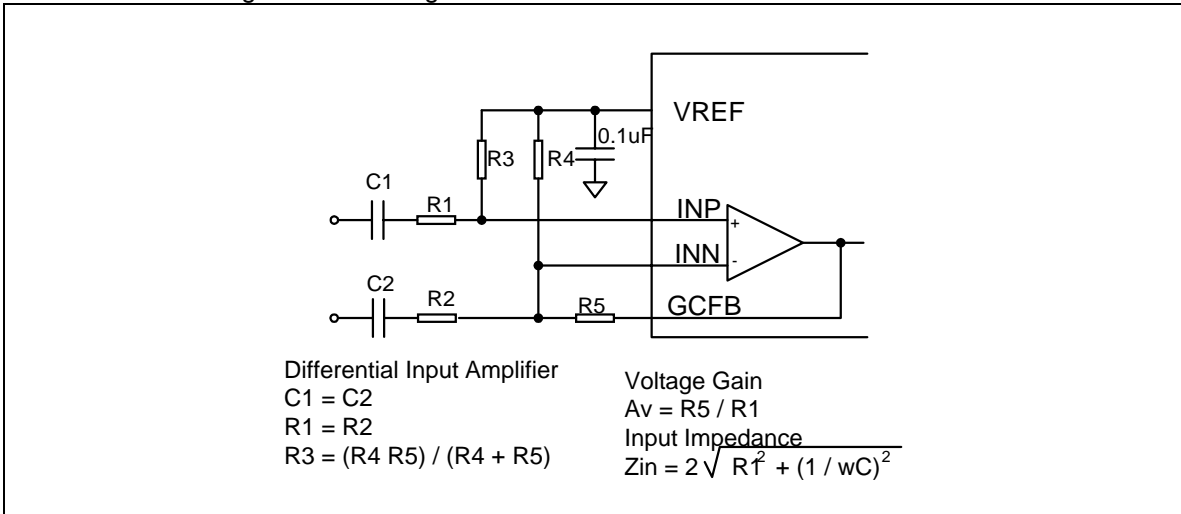 VREF
0.1uF
R3
R4
C1
R1
INP
+
INN
-
C2
R2
R5
GCFB
Differential Input Amplifier
C1 = C2
R1 = R2
R3 = (R4 R5) / (R4 + R5)
Voltage Gain
Av = R5 / R1
Input Impedance
Zin = 2√ R1² + (1 / wC)²